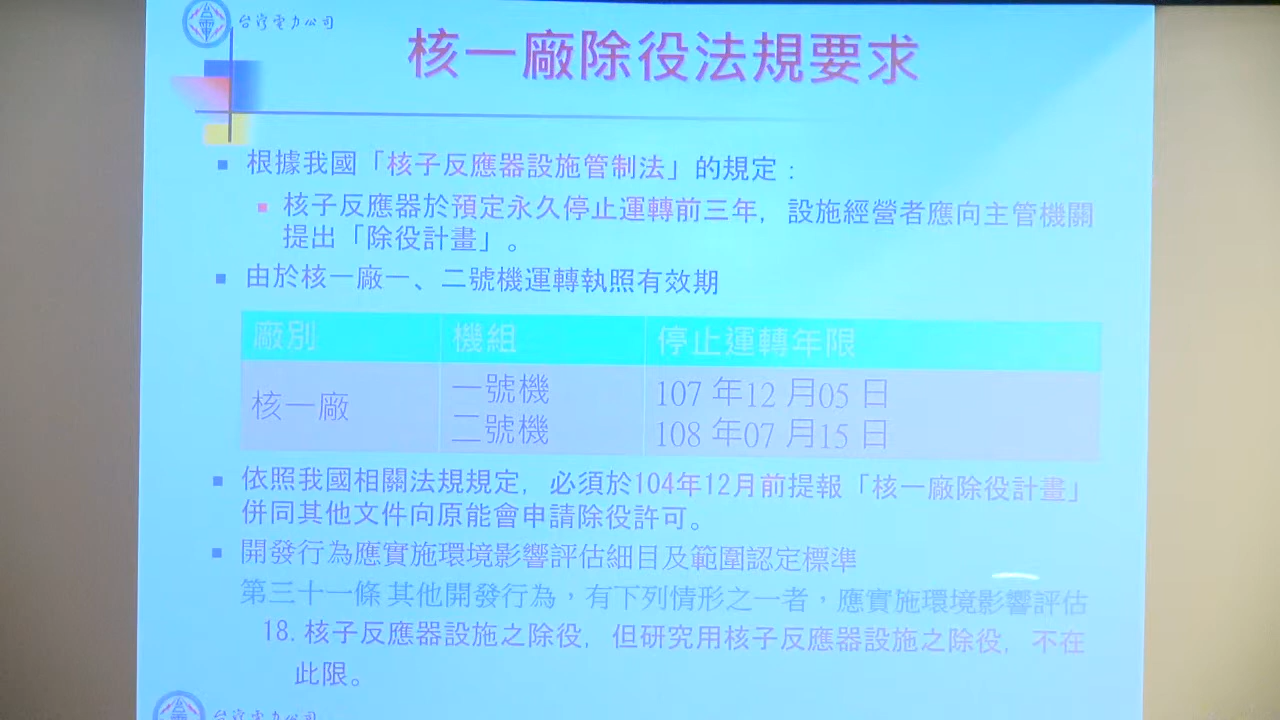 台灣電力公司
核一廠除役法規要求
根據我國「核子反應器設施管制法」的規定：
核子反應器於預定永久停止運轉前三年，設施經營者應向主管機關
提出「除役計畫」。
由於核一廠一、二號機運轉執照有效期
廠別 機組 停止運轉年限
核一廠 一號機 107 年12 月05 日
二號機 108 年07 月15 日
依照我國相關法規規定，必須於104年12月前提報「核一廠除役計畫」
併同其他文件向原能會申請除役許可。
開發行為應實施環境影響評估細目及範圍認定標準
第三十一條 其他開發行為，有下列情形之一者，應實施環境影響評估
18. 核子反應器設施之除役，但研究用核子反應器設施之除役，不在
此限。
台灣電力公司